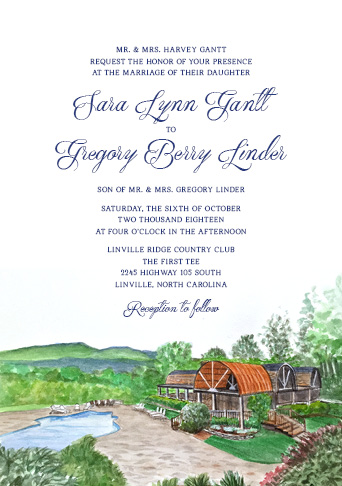 MR. & MRS. HARVEY GANTT
REQUEST THE HONOR OF YOUR PRESENCE
AT THE MARRIAGE OF THEIR DAUGHTER
Sara Lynn Gantt
TO
Gregory Berry Linder
SON OF MR. & MRS. GREGORY LINDER
SATURDAY, THE SIXTH OF OCTOBER
TWO THOUSAND EIGHTEEN
AT FOUR O'CLOCK IN THE AFTERNOON
LINVILLE RIDGE COUNTRY CLUB
THE FIRST TEE
2245 HIGHWAY 105 SOUTH
LINVILLE, NORTH CAROLINA
Reception to follow